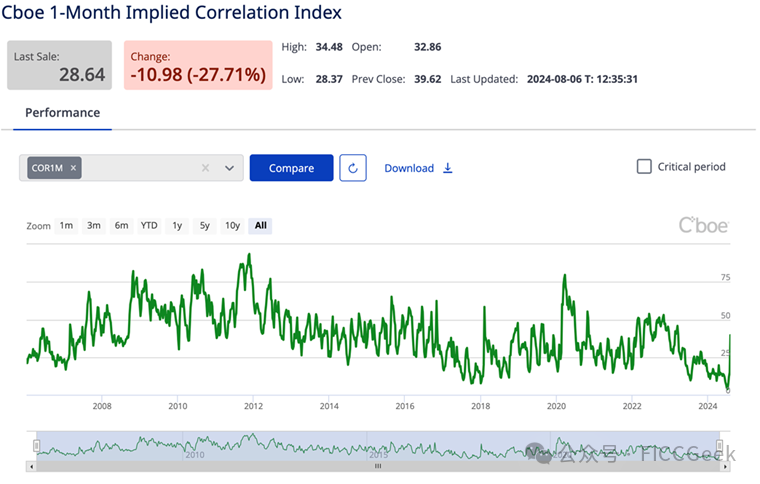 Cboe 1-Month Implied Correlation Index
Last Sale:
28.64
Change:
-10.98 (-27.71%)
High: 34.48 Open: 32.86
Low: 28.37 Prev Close: 39.62 Last Updated: 2024-08-06 T: 12:35:31
Performance
COR1M × × Compare Download Critical period
Zoom 1m 3m 6m YTD 1y 5y 10y All
Cboe
75
50
25
0
2008 2010 2012 2014 2016 2018 2020 2022 2024
2010 2015
公众号 · FICCGeek